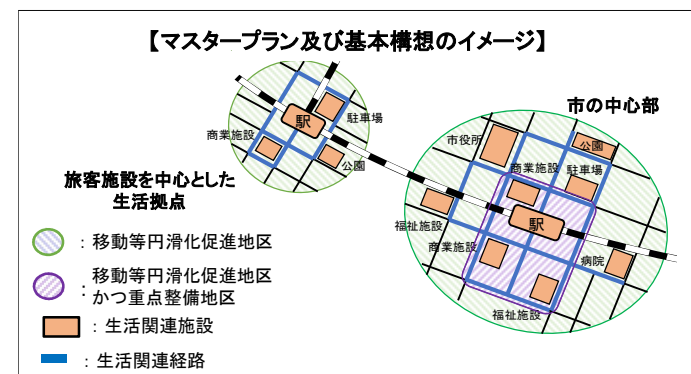 【マスタープラン及び基本構想のイメージ】
市の中心部
駅
駐車場
商業施設
公園
市役所
公園
商業施設
駐車場
福祉施設
駅
商業施設
病院
福祉施設
旅客施設を中心とした
生活拠点
：移動等円滑化促進地区
：移動等円滑化促進地区
かつ重点整備地区
：生活関連施設
：生活関連経路